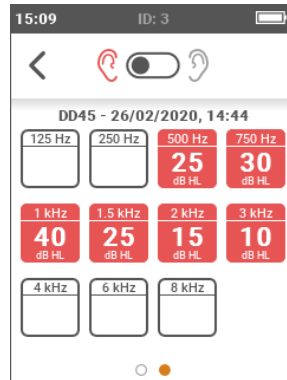 15:09 ID: 3
DD45 - 26/02/2020, 14:44
125 Hz 250 Hz 500 Hz 750 Hz
25 30
dB HL dB HL
1 kHz 1.5 kHz 2 kHz 3 kHz
40 25 15 10
dB HL dB HL dB HL dB HL
4 kHz 6 kHz 8 kHz